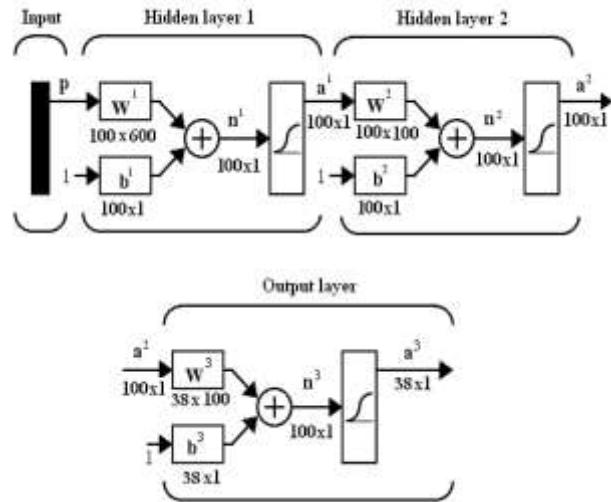 Input
Hidden layer 1
Hidden layer 2
p
W¹
100x600
1
b¹
100x1
n¹
100x1
a¹
100x1
W²
100x100
1
b²
100x1
n²
100x1
a²
100x1
Output layer
a²
100x1
W³
38x100
1
b³
38x1
n³
100x1
a³
38x1